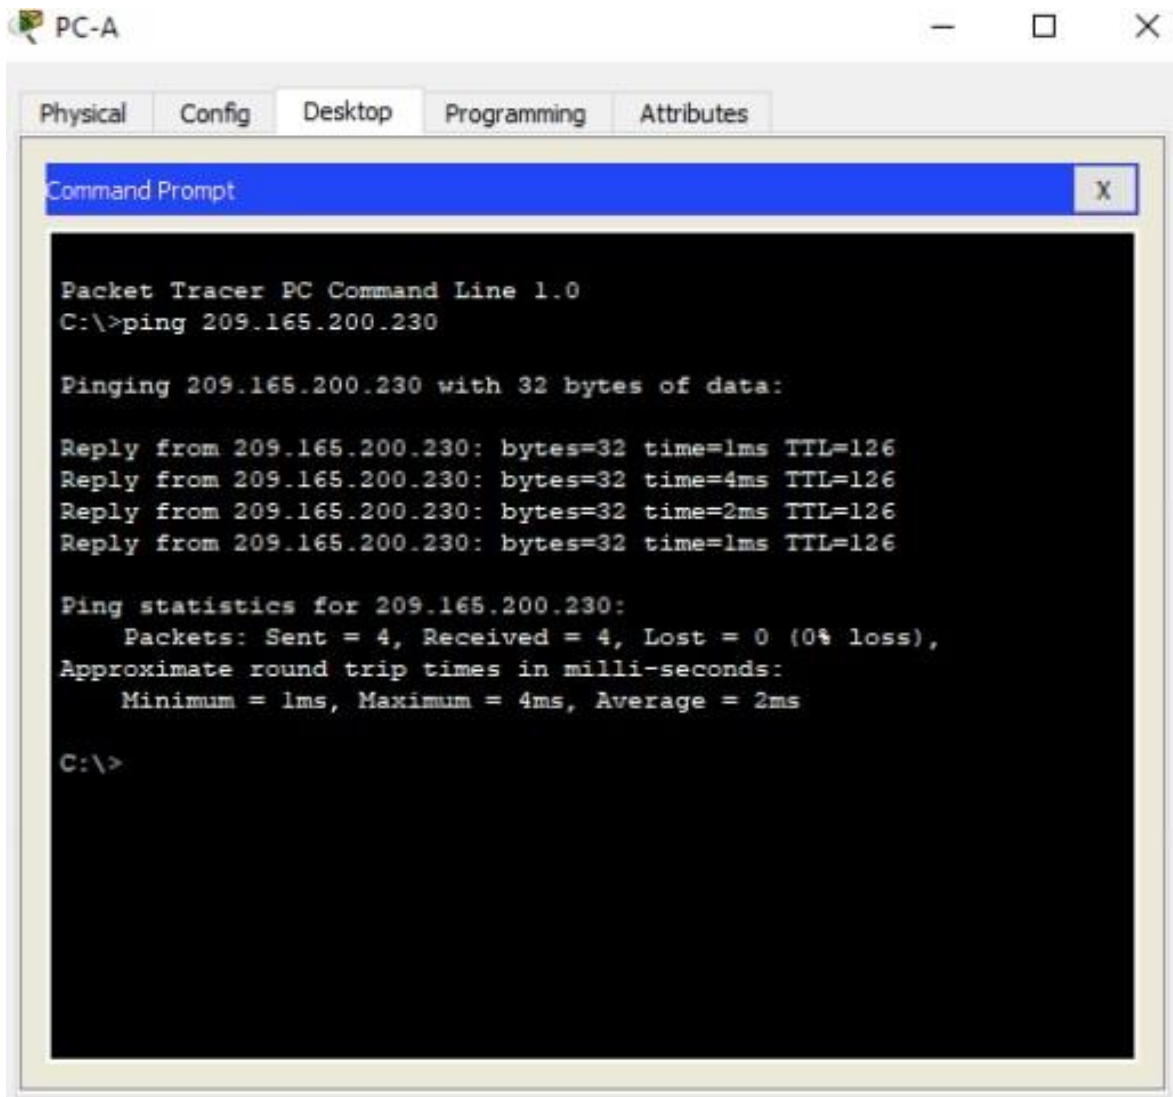 PC-A
Physical Config Desktop Programming Attributes
Command Prompt X
Packet Tracer PC Command Line 1.0
C:\>ping 209.165.200.230
Pinging 209.165.200.230 with 32 bytes of data:
Reply from 209.165.200.230: bytes=32 time=1ms TTL=126
Reply from 209.165.200.230: bytes=32 time=4ms TTL=126
Reply from 209.165.200.230: bytes=32 time=2ms TTL=126
Reply from 209.165.200.230: bytes=32 time=1ms TTL=126
Ping statistics for 209.165.200.230:
Packets: Sent = 4, Received = 4, Lost = 0 (0% loss),
Approximate round trip times in milli-seconds:
Minimum = 1ms, Maximum = 4ms, Average = 2ms
C:\>